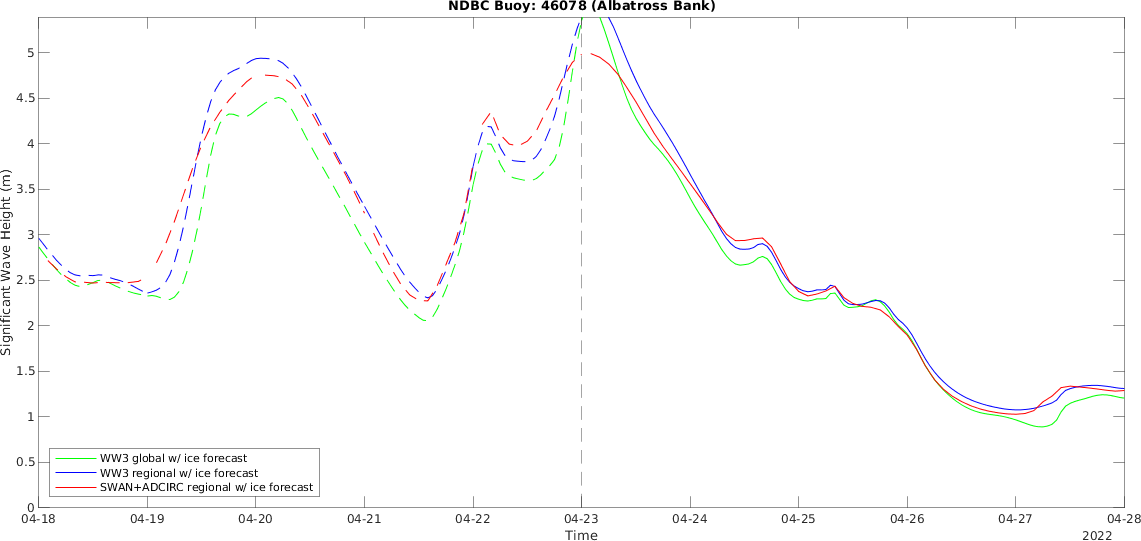 NDBC Buoy: 46078 (Albatross Bank)
Significant Wave Height (m)
5
4.5
4
3.5
3
2.5
2
1.5
1
0.5
0
WW3 global w/ ice forecast
WW3 regional w/ ice forecast
SWAN+ADCIRC regional w/ ice forecast
04-18 04-19 04-20 04-21 04-22 04-23 04-24 04-25 04-26 04-27 04-28
Time
2022